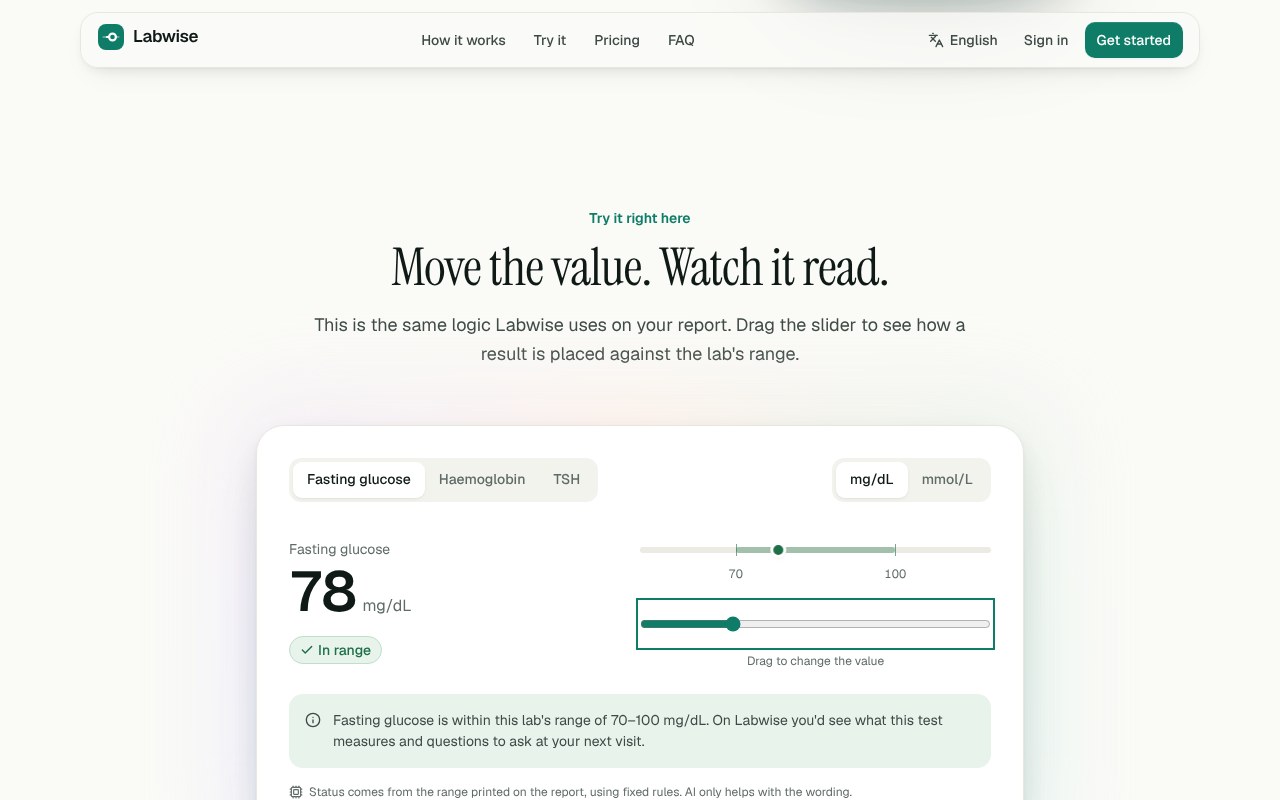 Labwise
How it works
Try it
Pricing
FAQ
English
Sign in
Get started
Try it right here
Move the value. Watch it read.
This is the same logic Labwise uses on your report. Drag the slider to see how a
result is placed against the lab's range.
Fasting glucose
Haemoglobin
TSH
mg/dL
mmol/L
Fasting glucose
78 mg/dL
In range
70
100
Drag to change the value
Fasting glucose is within this lab's range of 70–100 mg/dL. On Labwise you'd see what this test
measures and questions to ask at your next visit.
Status comes from the range printed on the report, using fixed rules. AI only helps with the wording.